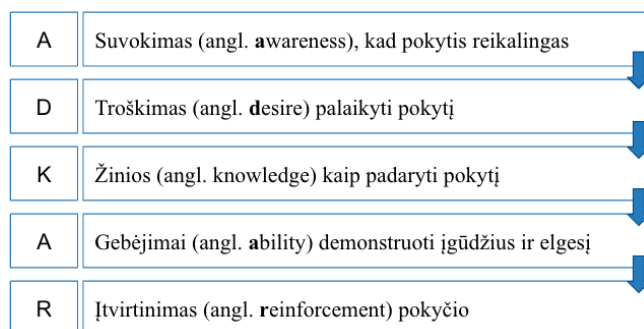 A Suvokimas (angl. awareness), kad pokytis reikalingas
D Troškimas (angl. desire) palaikyti pokytį
K Žinios (angl. knowledge) kaip padaryti pokytį
A Gebėjimai (angl. ability) demonstruoti įgūdžius ir elgesį
R Įtvirtinimas (angl. reinforcement) pokyčio